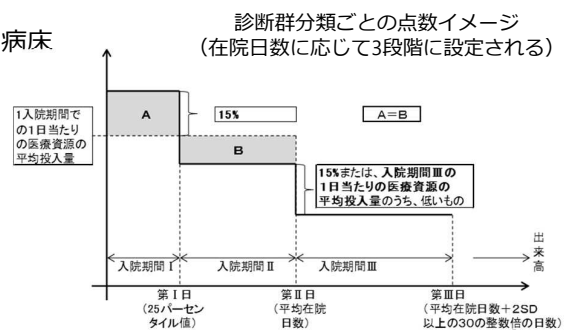 診断群分類ごとの点数イメージ
病床
（在院日数に応じて3段階に設定される）
1入院期間で
の1日当たり
の医療資源の
平均投入量
A
15%
A＝B
B
15%または、入院期間Ⅲの
1日当たりの医療資源の
平均投入量のうち、低いもの
入院期間Ⅰ
入院期間Ⅱ
入院期間Ⅲ
出
来
高
第Ⅰ日
（25パーセン
タイル値）
第Ⅱ日
（平均在院
日数）
第Ⅲ日
（平均在院日数＋2SD
以上の30の整数倍の日数）